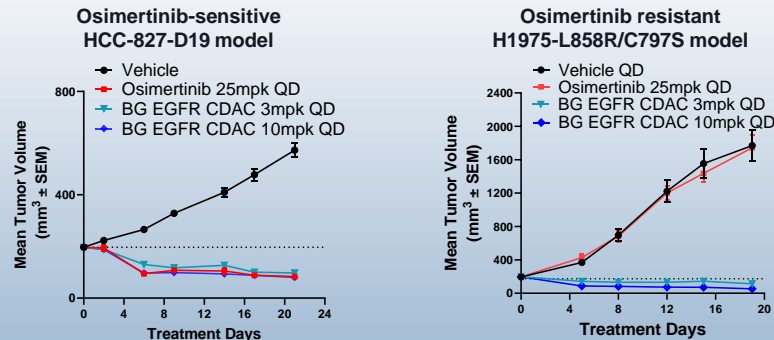 Osimertinib-sensitive
HCC-827-D19 model
Vehicle
Osimertinib 25mpk QD
BG EGFR CDAC 3mpk QD
BG EGFR CDAC 10mpk QD
Mean Tumor Volume
(mm³ ± SEM)
800
400
0
0 4 8 12 16 20 24
Treatment Days
Osimertinib resistant
H1975-L858R/C797S model
Vehicle QD
Osimertinib 25mpk QD
BG EGFR CDAC 3mpk QD
BG EGFR CDAC 10mpk QD
Mean Tumor Volume
(mm³ ± SEM)
2400
2000
1600
1200
800
400
0
0 4 8 12 16 20
Treatment Days